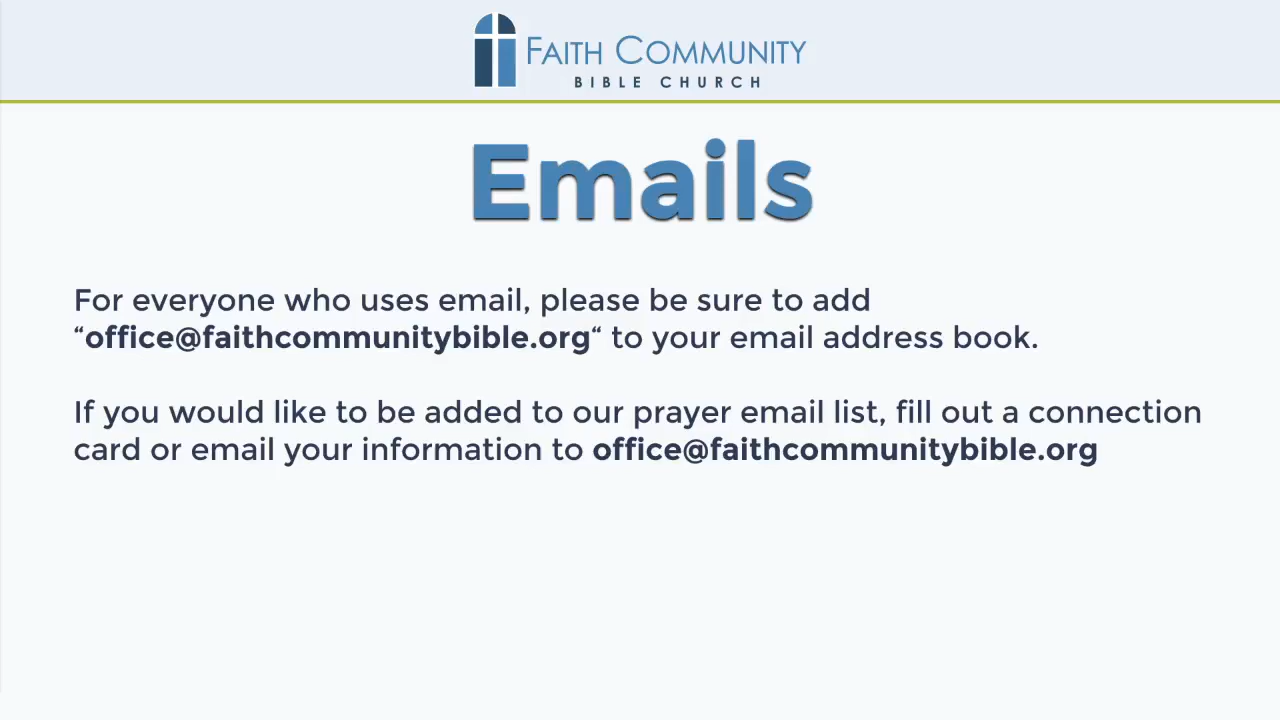 FAITH COMMUNITY
BIBLE CHURCH
Emails
For everyone who uses email, please be sure to add
“office@faithcommunitybible.org“ to your email address book.
If you would like to be added to our prayer email list, fill out a connection
card or email your information to office@faithcommunitybible.org